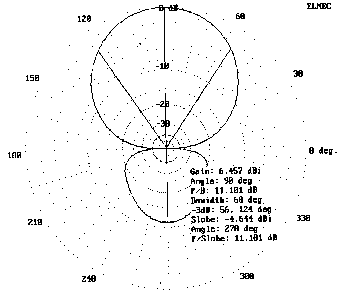 0 dB
ELNEC
120
60
-10
150
30
-20
-30
180
0 deg.
Gain: 6.457 dBi
Angle: 90 deg
F/B: 11.101 dB
Bmwidth: 68 deg
-3dB: 56, 124 deg
Slobe: -4.644 dBi
Angle: 270 deg
F/Slobe: 11.101 dB
210
330
240
300